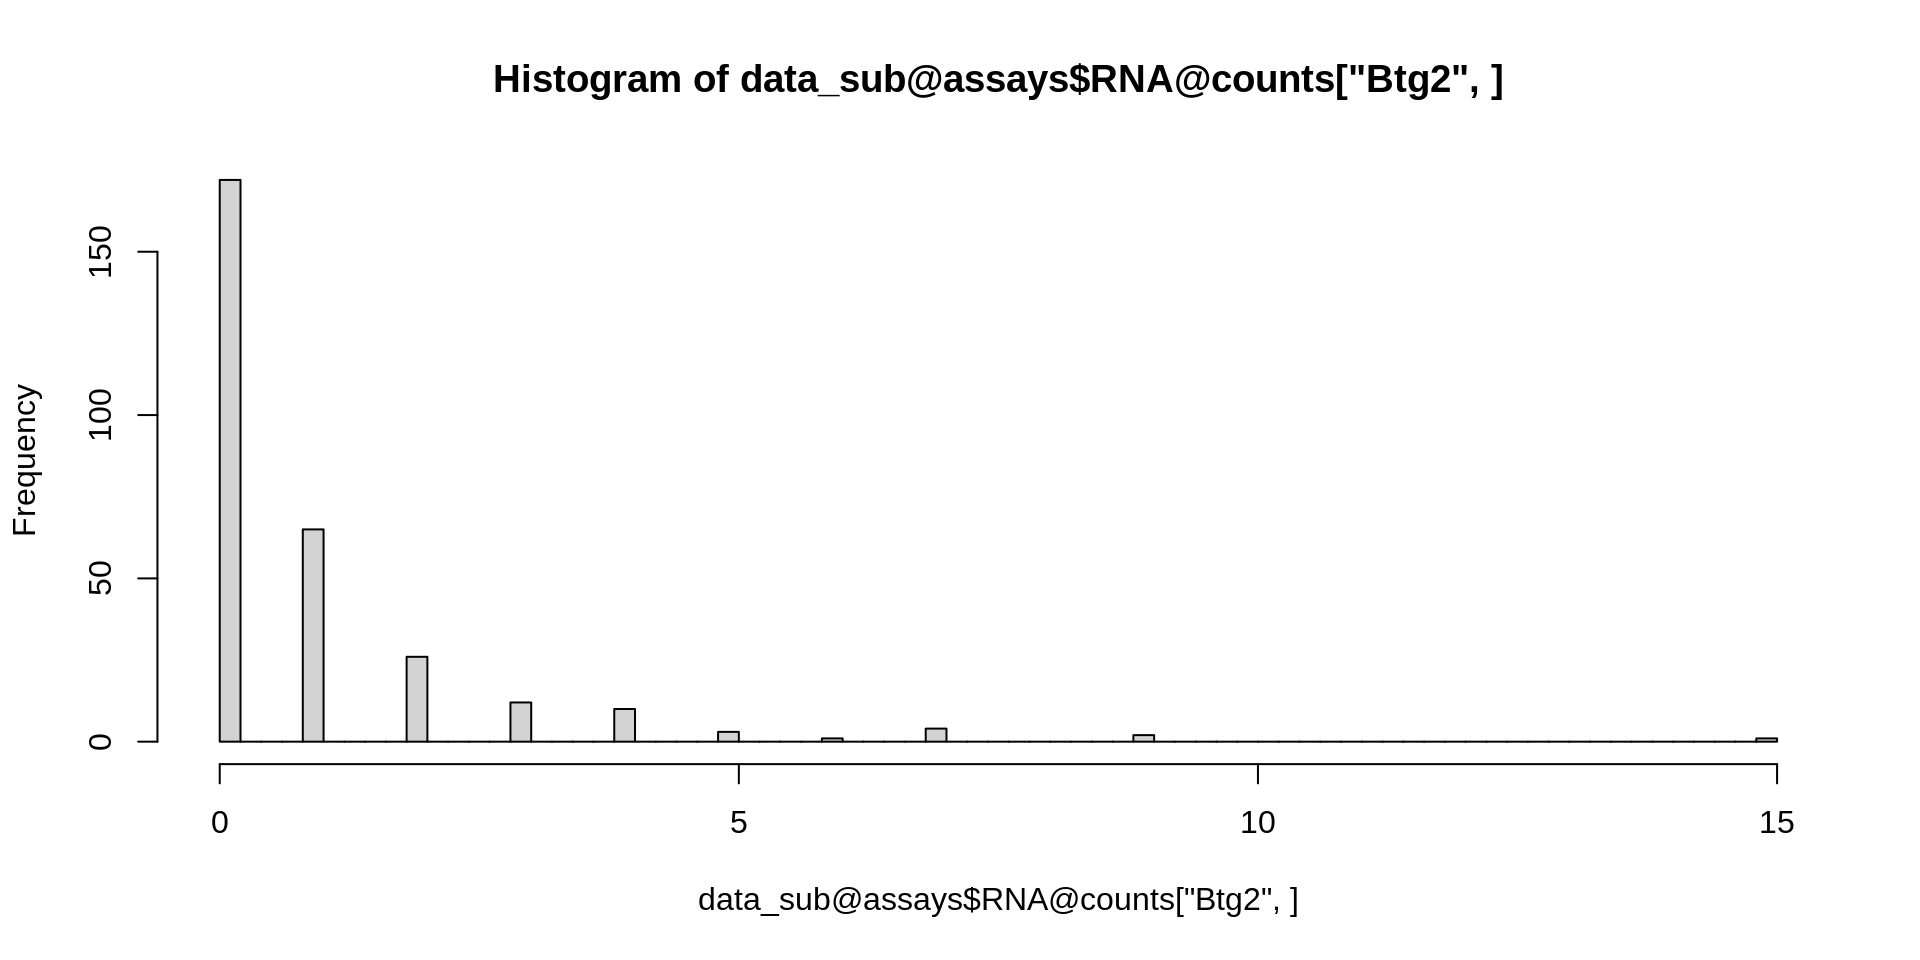 Histogram of data_sub@assays$RNA@counts["Btg2", ]
Frequency
150
100
50
0
0 5 10 15
data_sub@assays$RNA@counts["Btg2", ]